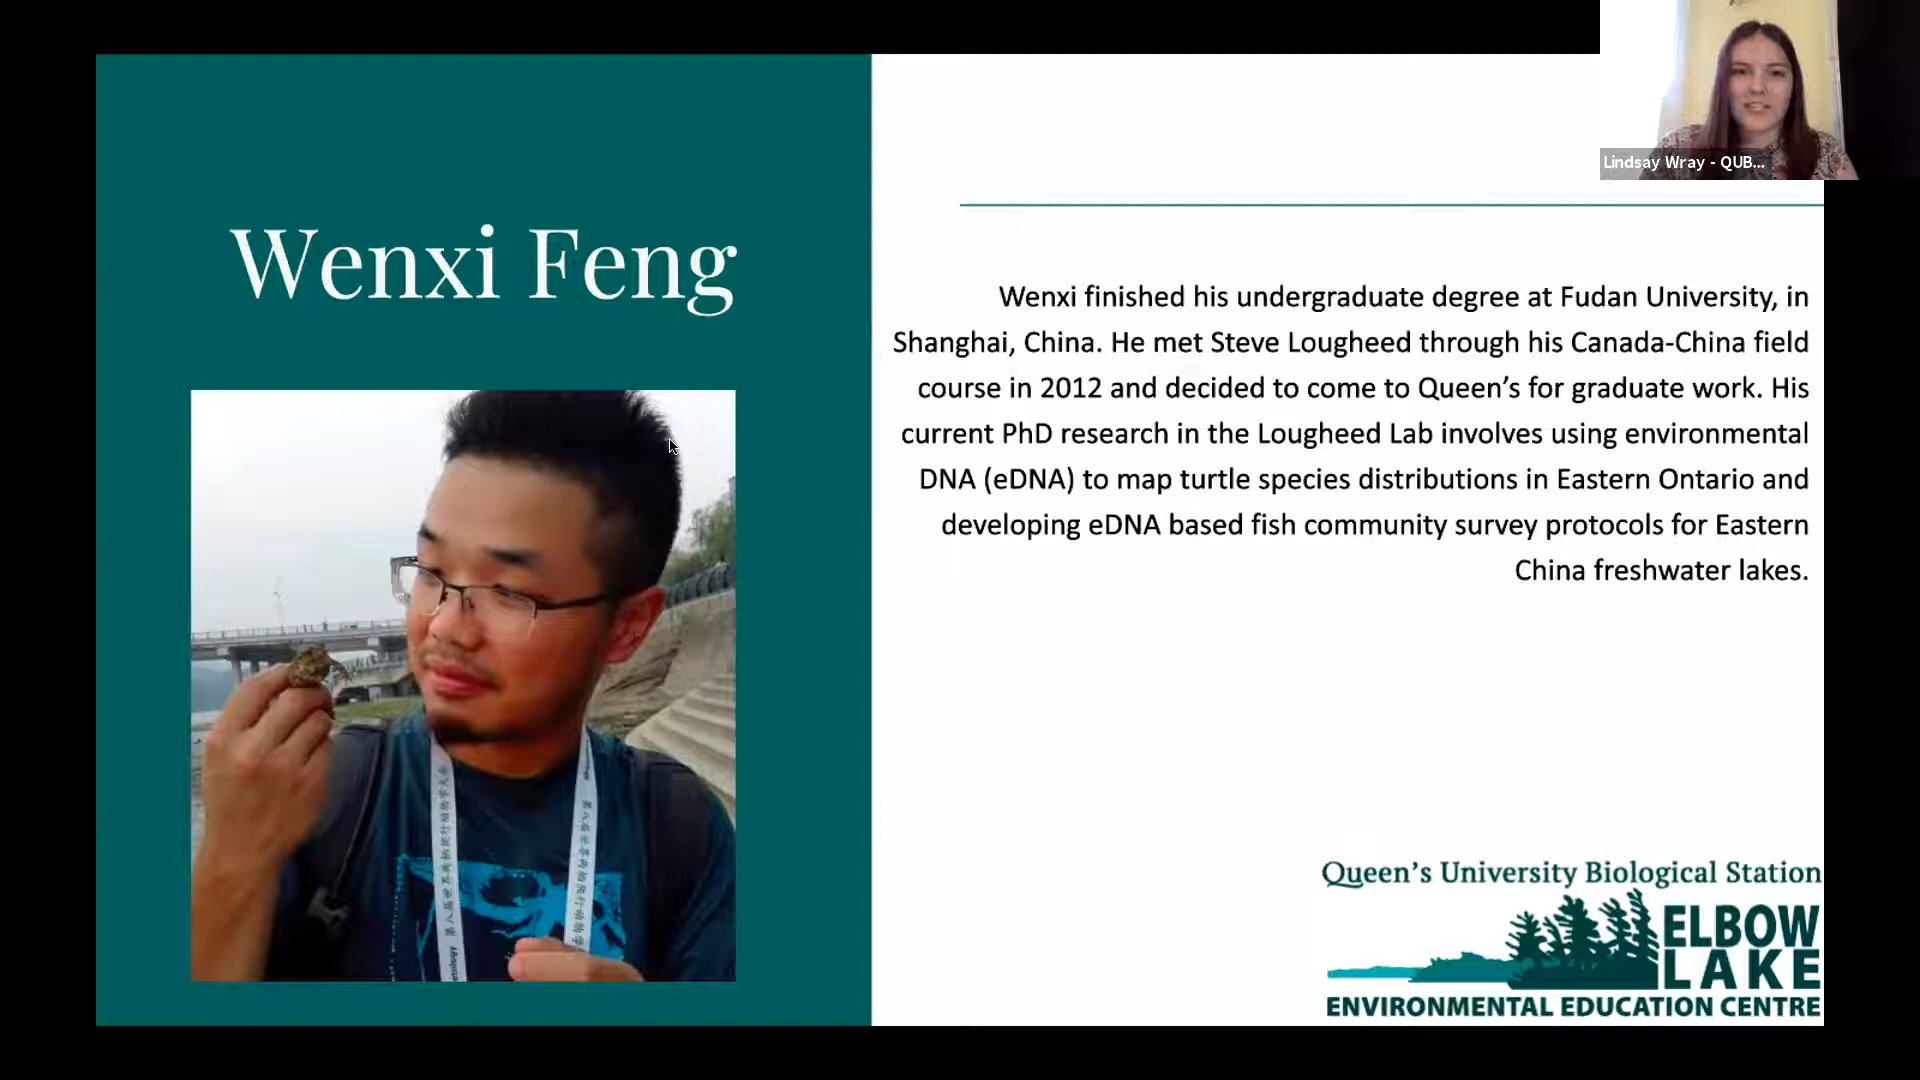 Lindsay Wray - QUB...
Wenxi Feng
Wenxi finished his undergraduate degree at Fudan University, in
Shanghai, China. He met Steve Lougheed through his Canada-China field
course in 2012 and decided to come to Queen’s for graduate work. His
current PhD research in the Lougheed Lab involves using environmental
DNA (eDNA) to map turtle species distributions in Eastern Ontario and
developing eDNA based fish community survey protocols for Eastern
China freshwater lakes.
Queen’s University Biological Station
ELBOW
LAKE
ENVIRONMENTAL EDUCATION CENTRE